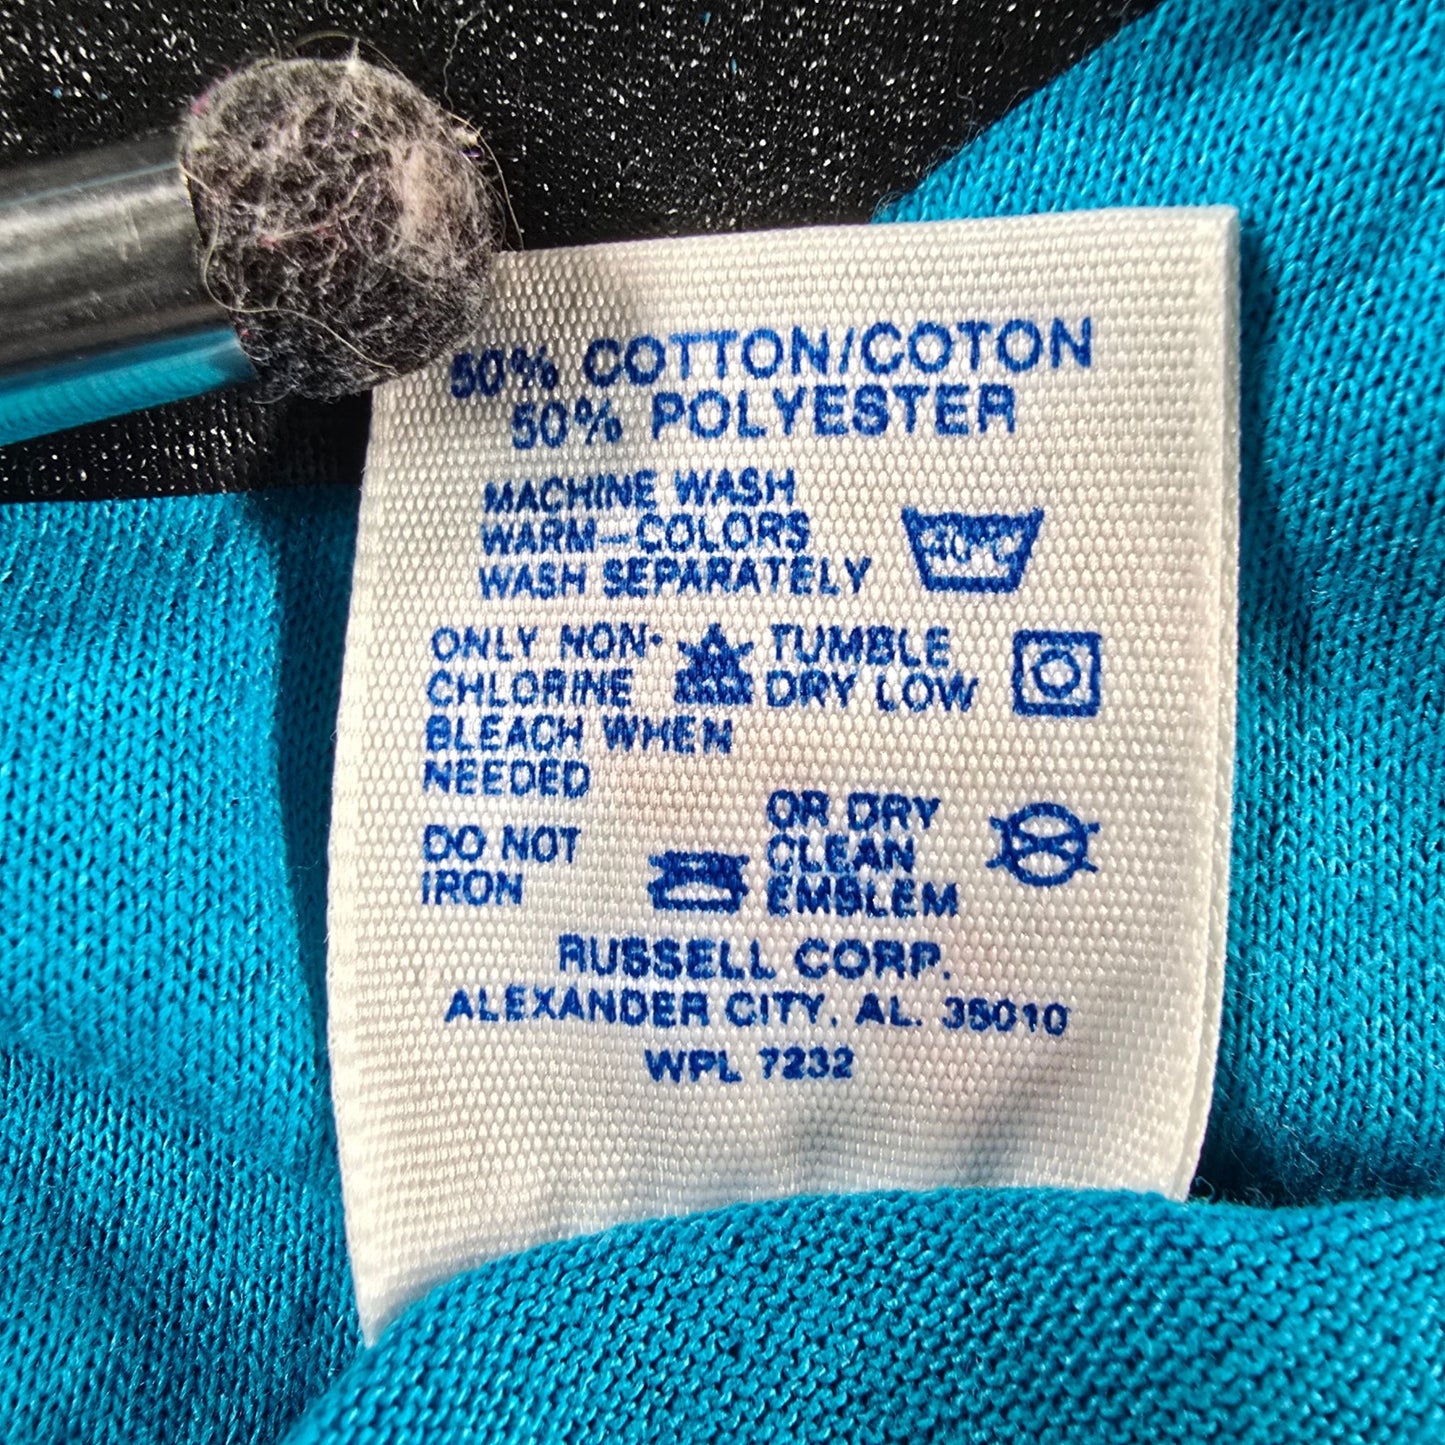 50% COTTON/COTON
50% POLYESTER
MACHINE WASH
WARM-COLORS
WASH SEPARATELY
40°C
ONLY NON-
CHLORINE
BLEACH WHEN
NEEDED
TUMBLE
DRY LOW
DO NOT
IRON
OR DRY
CLEAN
EMBLEM
RUSSELL CORP.
ALEXANDER CITY, AL. 35010
WPL 7232